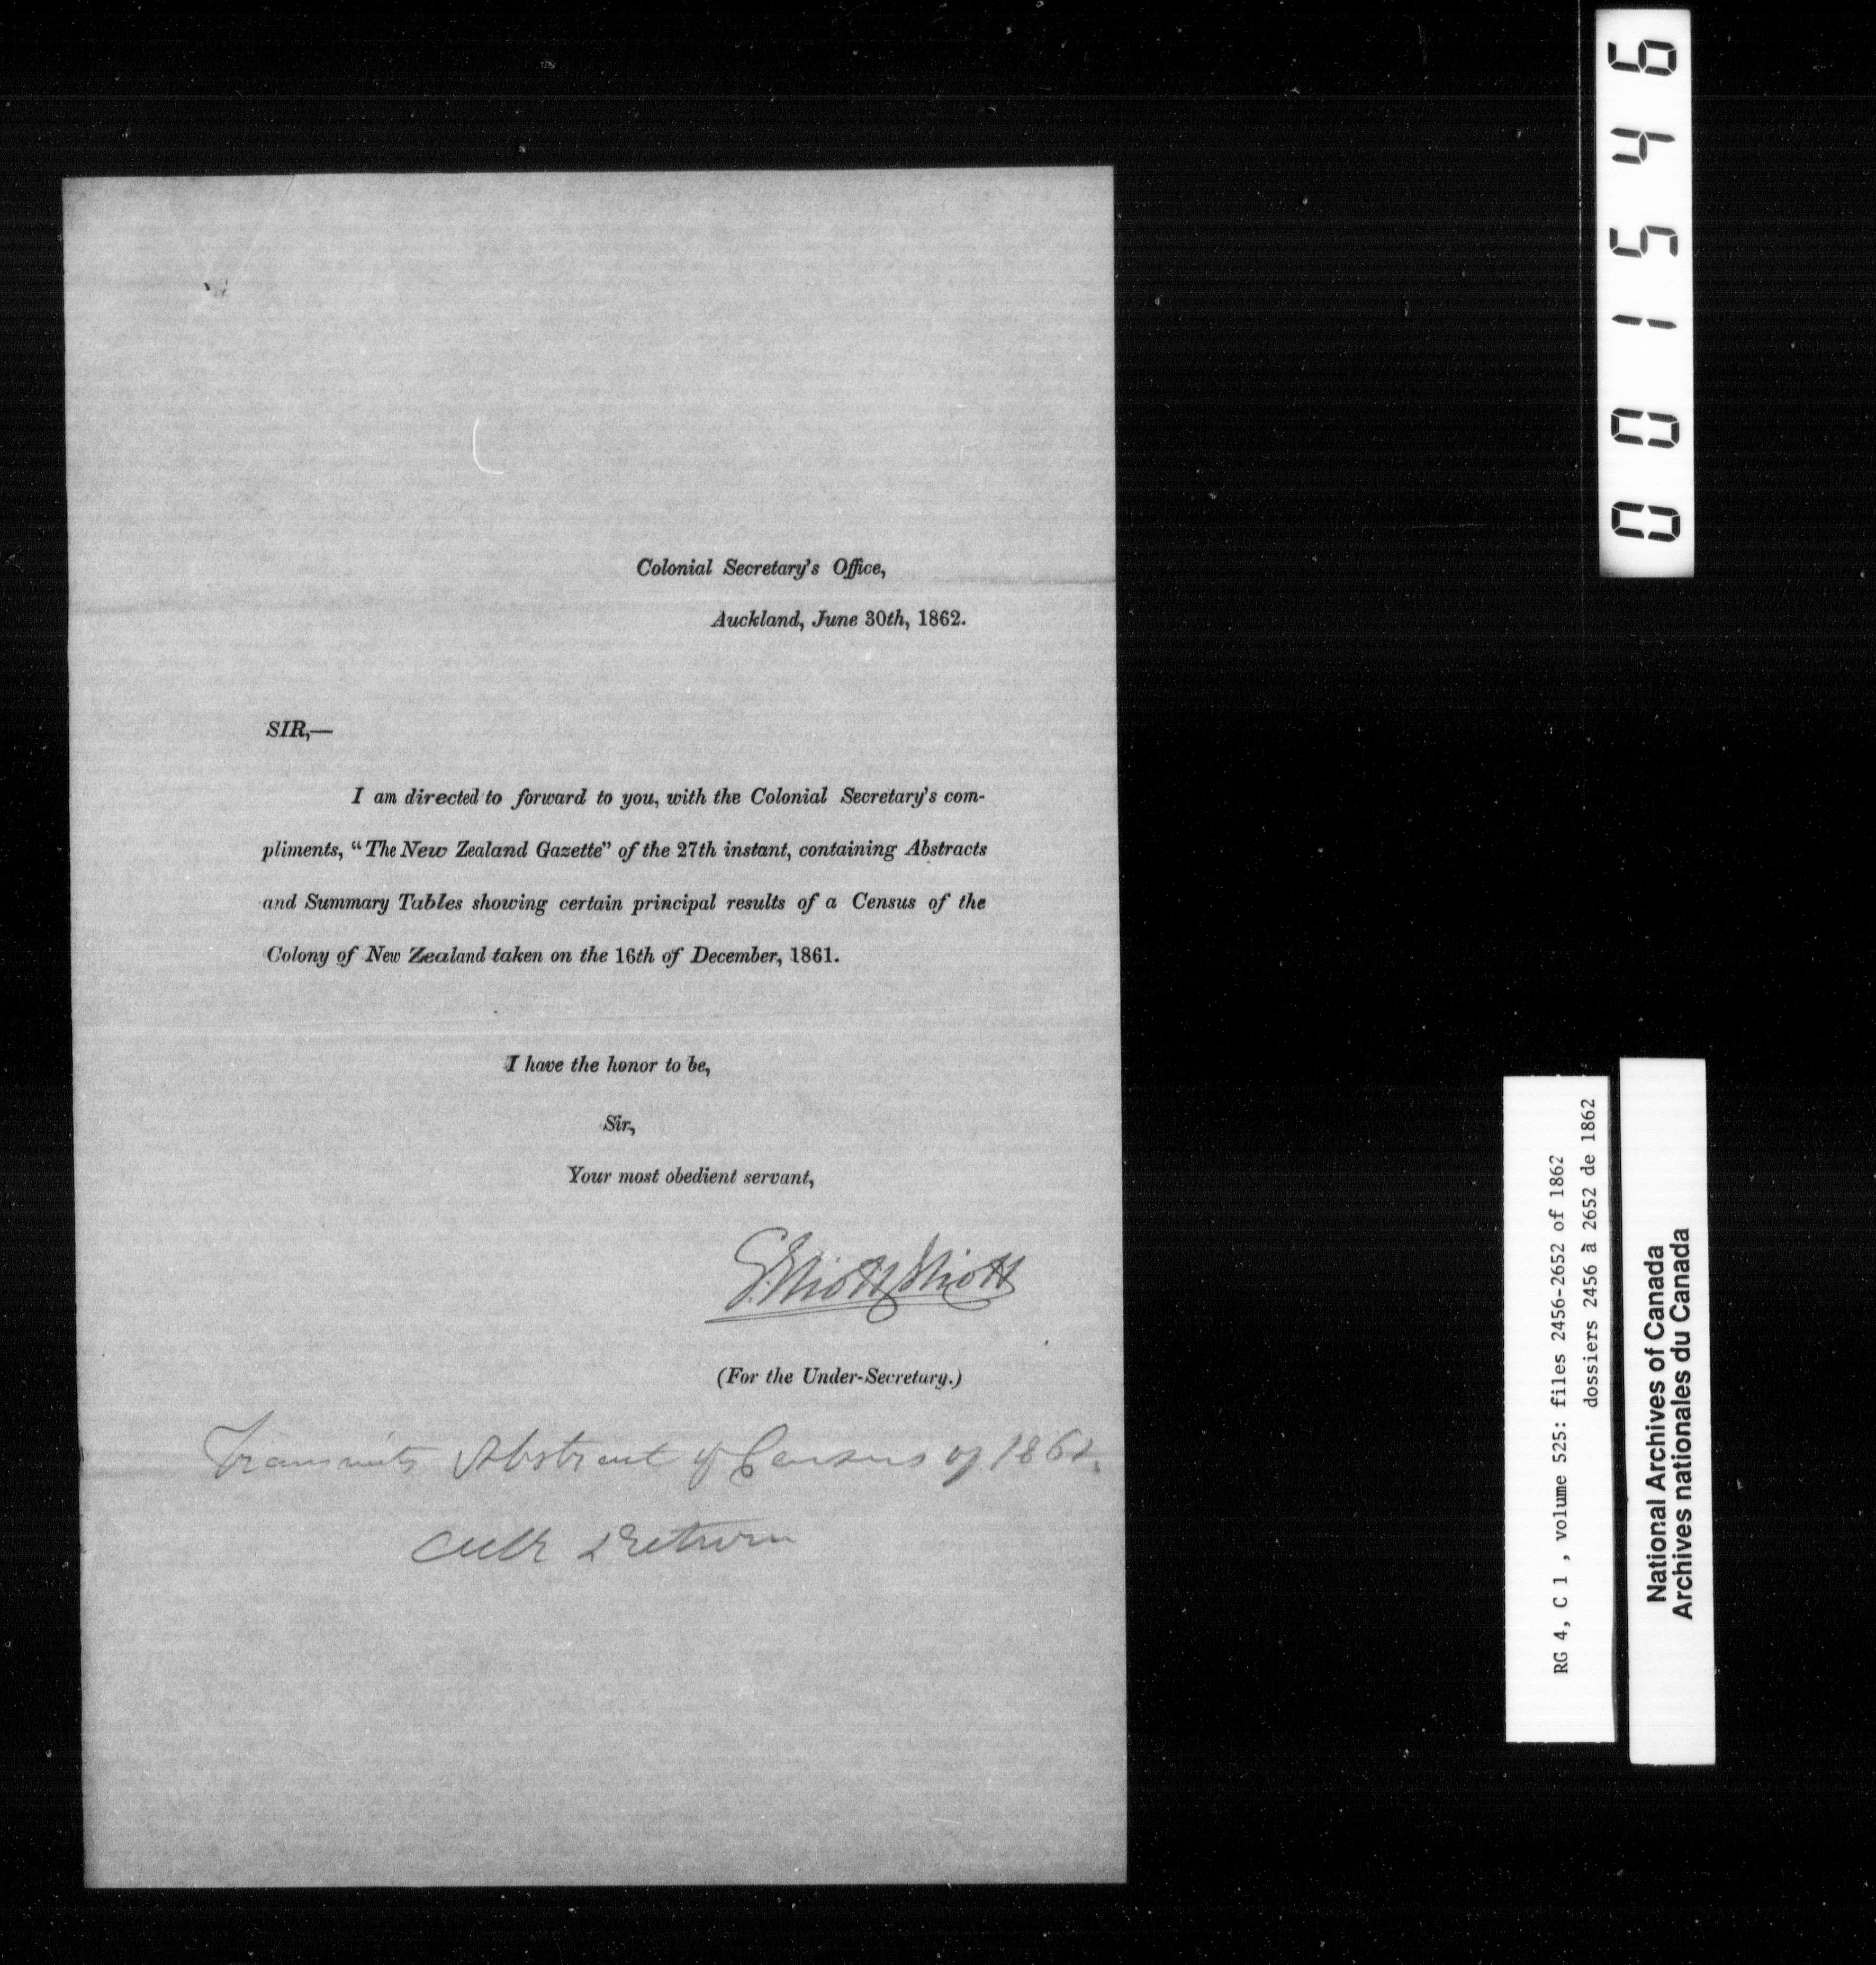 Colonial Secretary's Office,
Auckland, June 30th, 1862.
SIR,—
I am directed to forward to you, with the Colonial Secretary's com-
pliments, "The New Zealand Gazette" of the 27th instant, containing Abstracts
and Summary Tables showing certain principal results of a Census of the
Colony of New Zealand taken on the 16th of December, 1861.
I have the honor to be,
Sir,
Your most obedient servant,
G. Elliott Elliott
(For the Under-Secretary.)
Transmits Abstract of Census of 1861.
& Return
001546
RG 4, C 1 , volume 525: files 2456-2652 of 1862
dossiers 2456 à 2652 de 1862
National Archives of Canada
Archives nationales du Canada